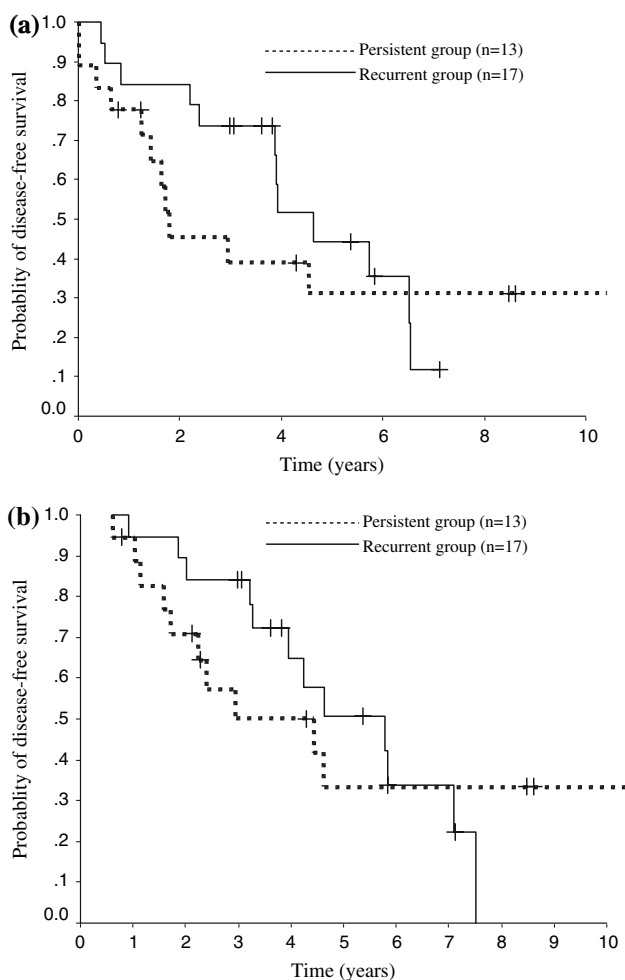 (a)
1.0
.9
.8
.7
.6
.5
.4
.3
.2
.1
0.0
Probablity of disease-free survival
Persistent group (n=13)
Recurrent group (n=17)
0 2 4 6 8 10
Time (years)
(b)
1.0
.9
.8
.7
.6
.5
.4
.3
.2
.1
0.0
Probablity of disease-free survival
Persistent group (n=13)
Recurrent group (n=17)
0 1 2 3 4 5 6 7 8 9 10
Time (years)